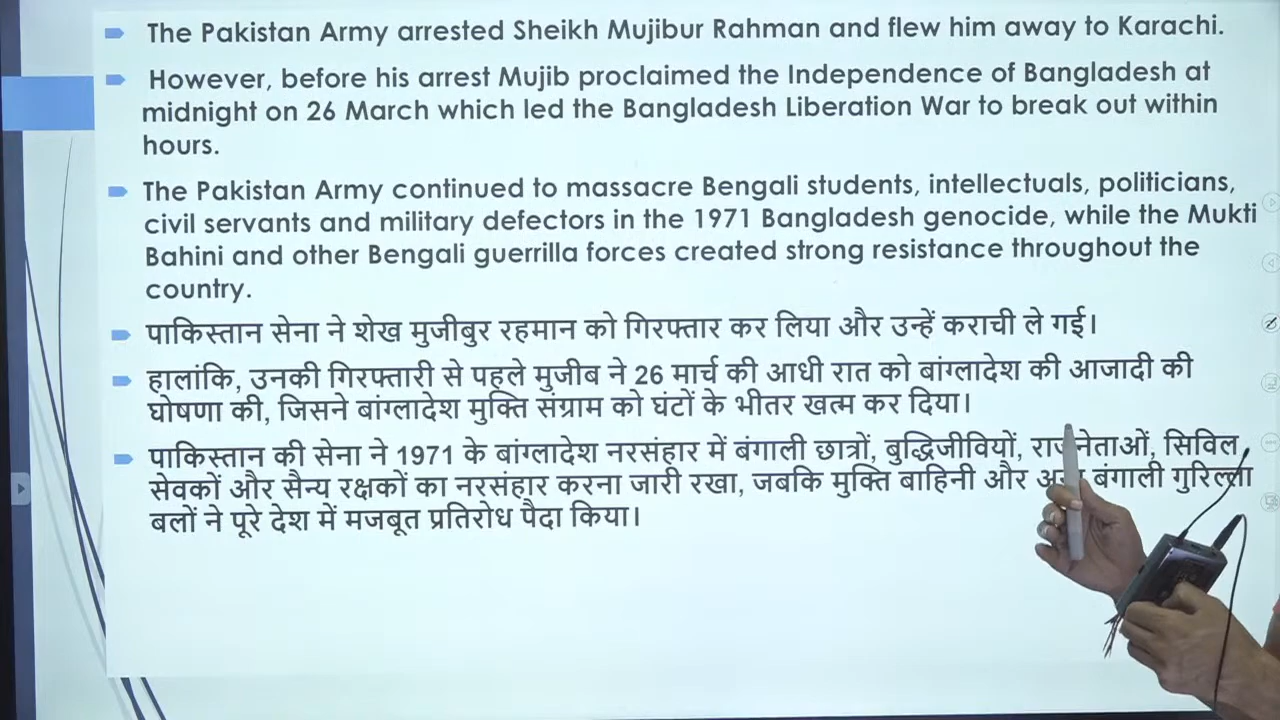 The Pakistan Army arrested Sheikh Mujibur Rahman and flew him away to Karachi.
However, before his arrest Mujib proclaimed the Independence of Bangladesh at
midnight on 26 March which led the Bangladesh Liberation War to break out within
hours.
The Pakistan Army continued to massacre Bengali students, intellectuals, politicians,
civil servants and military defectors in the 1971 Bangladesh genocide, while the Mukti
Bahini and other Bengali guerrilla forces created strong resistance throughout the
country.
पाकिस्तान सेना ने शेख मुजीबुर रहमान को गिरफ्तार कर लिया और उन्हें कराची ले गई।
हालांकि, उनकी गिरफ्तारी से पहले मुजीब ने 26 मार्च की आधी रात को बांग्लादेश की आजादी की
घोषणा की, जिसने बांग्लादेश मुक्ति संग्राम को घंटों के भीतर खत्म कर दिया।
पाकिस्तान की सेना ने 1971 के बांग्लादेश नरसंहार में बंगाली छात्रों, बुद्धिजीवियों, राजनेताओं, सिविल
सेवकों और सैन्य रक्षकों का नरसंहार करना जारी रखा, जबकि मुक्ति बाहिनी और बंगाली गुरिल्ला
बलों ने पूरे देश में मजबूत प्रतिरोध पैदा किया।